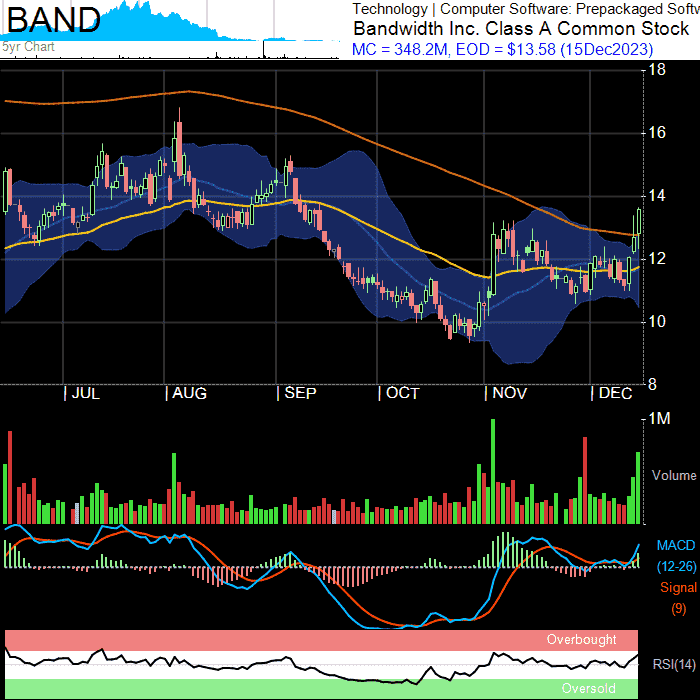 BAND
5yr Chart
Technology | Computer Software: Prepackaged Softw
Bandwidth Inc. Class A Common Stock
MC = 348.2M, EOD = $13.58 (15Dec2023)
18
16
14
12
10
8
| JUL | AUG | SEP | OCT | NOV | DEC
1M
Volume
MACD
(12-26)
Signal
(9)
Overbought
RSI(14)
Oversold